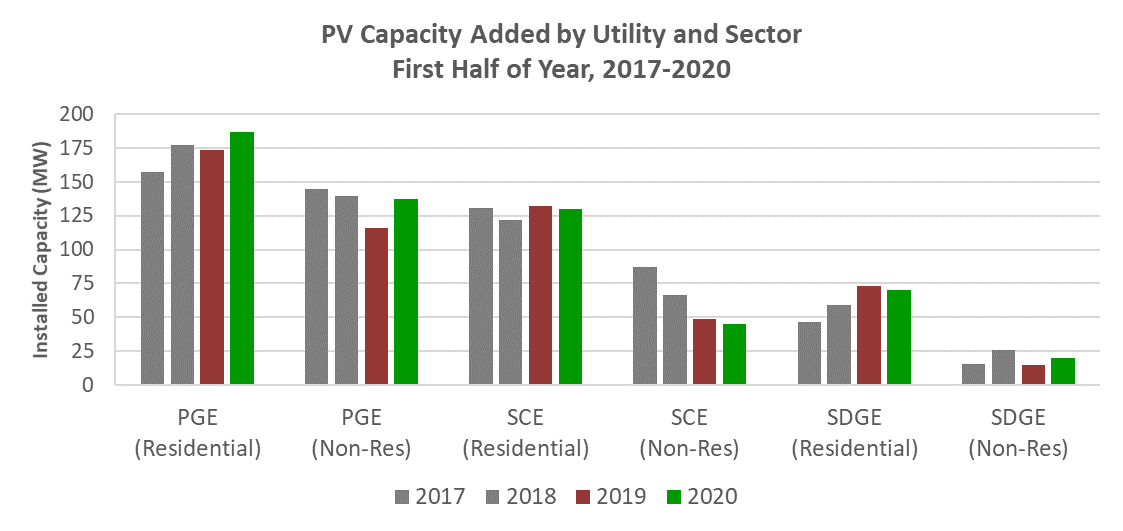 PV Capacity Added by Utility and Sector
First Half of Year, 2017-2020
Installed Capacity (MW)
200
175
150
125
100
75
50
25
0
PGE
(Residential)
PGE
(Non-Res)
SCE
(Residential)
SCE
(Non-Res)
SDGE
(Residential)
SDGE
(Non-Res)
2017 2018 2019 2020